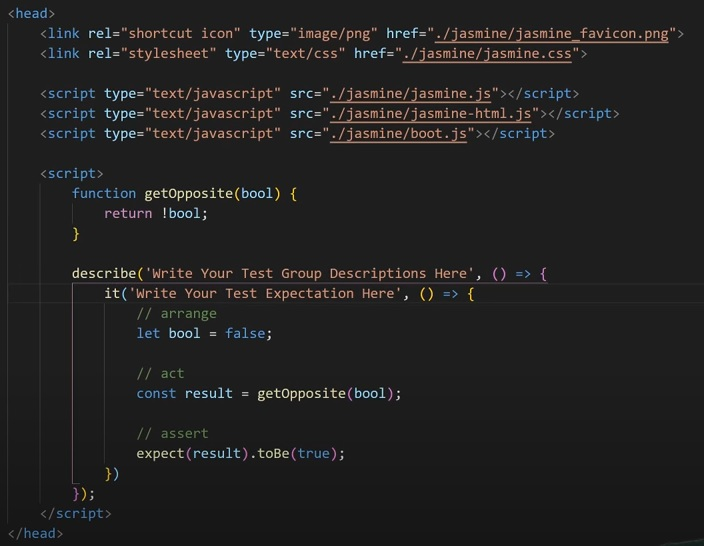 <head>
<link rel="shortcut icon" type="image/png" href="./jasmine/jasmine_favicon.png">
<link rel="stylesheet" type="text/css" href="./jasmine/jasmine.css">
<script type="text/javascript" src="./jasmine/jasmine.js"></script>
<script type="text/javascript" src="./jasmine/jasmine-html.js"></script>
<script type="text/javascript" src="./jasmine/boot.js"></script>
<script>
function getOpposite(bool) {
return !bool;
}
describe('Write Your Test Group Descriptions Here', () => {
it('Write Your Test Expectation Here', () => {
// arrange
let bool = false;
// act
const result = getOpposite(bool);
// assert
expect(result).toBe(true);
})
});
</script>
</head>